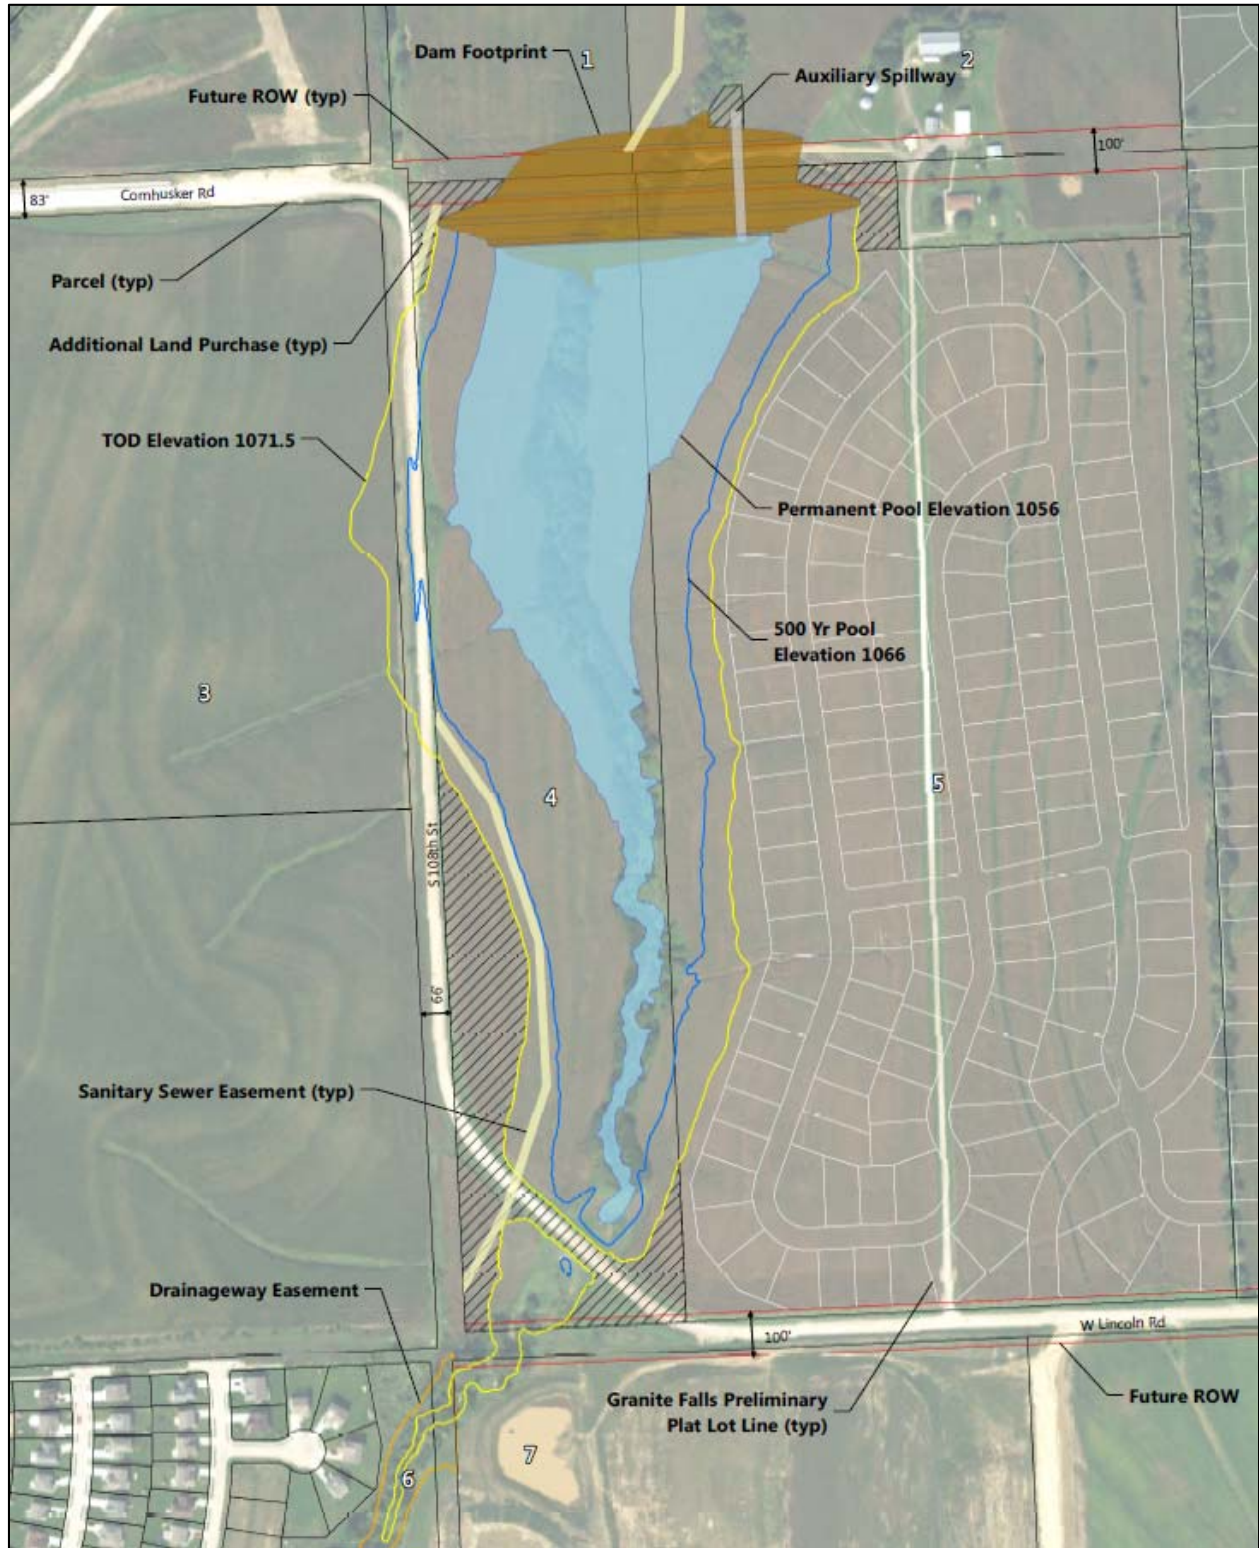 Dam Footprint
1
2
Auxiliary Spillway
Future ROW (typ)
100'
83'
Cornhusker Rd
Parcel (typ)
Additional Land Purchase (typ)
TOD Elevation 1071.5
Permanent Pool Elevation 1056
500 Yr Pool
Elevation 1066
3
4
5
S 108th St
66'
Sanitary Sewer Easement (typ)
Drainageway Easement
W Lincoln Rd
100'
Granite Falls Preliminary
Plat Lot Line (typ)
Future ROW
7
6